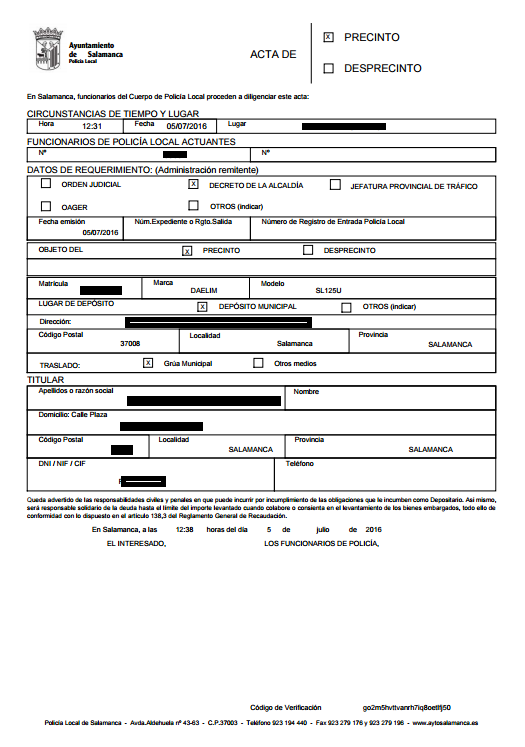 Ayuntamiento
de Salamanca
Policía Local
ACTA DE
X PRECINTO
DESPRECINTO
En Salamanca, funcionarios del Cuerpo de Policía Local proceden a diligenciar este acta:
CIRCUNSTANCIAS DE TIEMPO Y LUGAR
Hora 12:31 Fecha 05/07/2016 Lugar
FUNCIONARIOS DE POLICÍA LOCAL ACTUANTES
Nº Nº
DATOS DE REQUERIMIENTO: (Administración remitente)
ORDEN JUDICIAL X DECRETO DE LA ALCALDÍA JEFATURA PROVINCIAL DE TRÁFICO
OAGER OTROS (indicar)
Fecha emisión Núm.Expediente o Rgto.Salida Número de Registro de Entrada Policía Local
05/07/2016
OBJETO DEL X PRECINTO DESPRECINTO
Matrícula Marca Modelo
DAELIM SL125U
LUGAR DE DEPÓSITO X DEPÓSITO MUNICIPAL OTROS (indicar)
Dirección:
Código Postal Localidad Provincia
37008 Salamanca SALAMANCA
TRASLADO: X Grúa Municipal Otros medios
TITULAR
Apellidos o razón social Nombre
Domicilio: Calle Plaza
Código Postal Localidad Provincia
SALAMANCA SALAMANCA
DNI / NIF / CIF Teléfono
Queda advertido de las responsabilidades civiles y penales en que puede incurrir por incumplimiento de las obligaciones que le incumben como Depositario. Asi mismo,
será responsable solidario de la deuda hasta el límite del importe levantado cuando colabore o consienta en el levantamiento de los bienes embargados, todo ello de
conformidad con lo dispuesto en el artículo 138,3 del Reglamento General de Recaudación.
En Salamanca, a las 12:38 horas del día 5 de julio de 2016
EL INTERESADO, LOS FUNCIONARIOS DE POLICÍA,
Código de Verificación
Policía Local de Salamanca - Avda.Aldehuela nº 43-63 - C.P.37003 - Teléfono 923 194 440 - Fax 923 279 176 y 923 279 196 - www.aytosalamanca.es